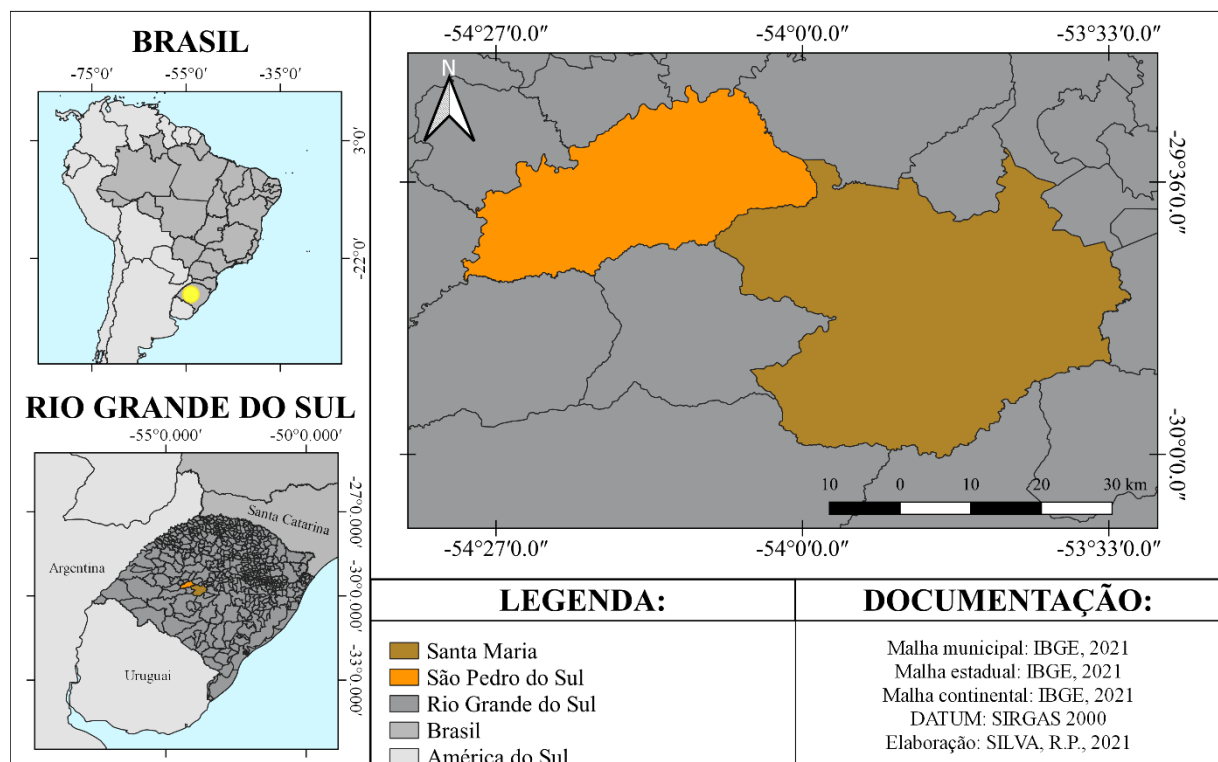 BRASIL
-75°0' -55°0' -35°0'
3°0'
-22°0'
RIO GRANDE DO SUL
-55°0.000' -50°0.000'
-27°0.000'
-30°0.000'
-33°0.000'
Santa Catarina
Argentina
Uruguai
-54°27'0.0" -54°0'0.0" -53°33'0.0"
N
-29°36'0.0"
-30°0'0.0"
10 0 10 20 30 km
-54°27'0.0" -54°0'0.0" -53°33'0.0"
LEGENDA:
Santa Maria
São Pedro do Sul
Rio Grande do Sul
Brasil
América do Sul
DOCUMENTAÇÃO:
Malha municipal: IBGE, 2021
Malha estadual: IBGE, 2021
Malha continental: IBGE, 2021
DATUM: SIRGAS 2000
Elaboração: SILVA, R.P., 2021